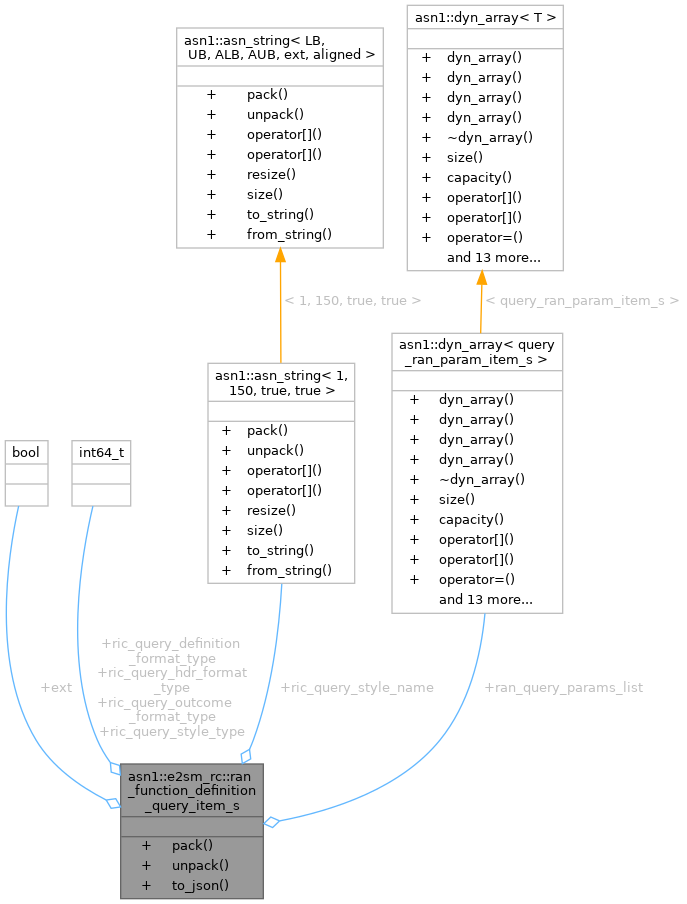 asn1::dyn_array< T >
+ dyn_array()
+ dyn_array()
+ dyn_array()
+ dyn_array()
+ ~dyn_array()
+ size()
+ capacity()
+ operator[]()
+ operator[]()
+ operator=()
and 13 more...
asn1::asn_string< LB,
UB, ALB, AUB, ext, aligned >
+ pack()
+ unpack()
+ operator[]()
+ operator[]()
+ resize()
+ size()
+ to_string()
+ from_string()
< 1, 150, true, true >
< query_ran_param_item_s >
asn1::dyn_array< query
_ran_param_item_s >
+ dyn_array()
+ dyn_array()
+ dyn_array()
+ dyn_array()
+ ~dyn_array()
+ size()
+ capacity()
+ operator[]()
+ operator[]()
+ operator=()
and 13 more...
asn1::asn_string< 1,
150, true, true >
+ pack()
+ unpack()
+ operator[]()
+ operator[]()
+ resize()
+ size()
+ to_string()
+ from_string()
bool
int64_t
+ext
+ric_query_definition
_format_type
+ric_query_hdr_format
_type
+ric_query_outcome
_format_type
+ric_query_style_type
+ric_query_style_name
+ran_query_params_list
asn1::e2sm_rc::ran
_function_definition
_query_item_s
+ pack()
+ unpack()
+ to_json()